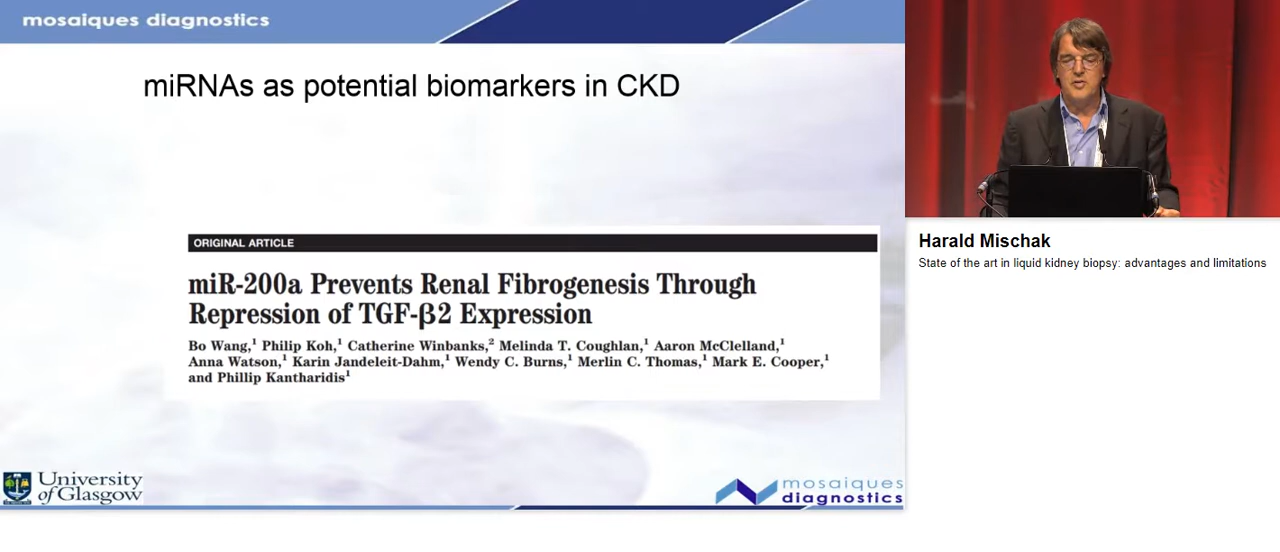 mosaiques diagnostics
miRNAs as potential biomarkers in CKD
ORIGINAL ARTICLE
miR-200a Prevents Renal Fibrogenesis Through
Repression of TGF-β2 Expression
Bo Wang,¹ Philip Koh,¹ Catherine Winbanks,² Melinda T. Coughlan,¹ Aaron McClelland,¹
Anna Watson,¹ Karin Jandeleit-Dahm,¹ Wendy C. Burns,¹ Merlin C. Thomas,¹ Mark E. Cooper,¹
and Phillip Kantharidis¹
University
of Glasgow
mosaiques
diagnostics
Harald Mischak
State of the art in liquid kidney biopsy: advantages and limitations